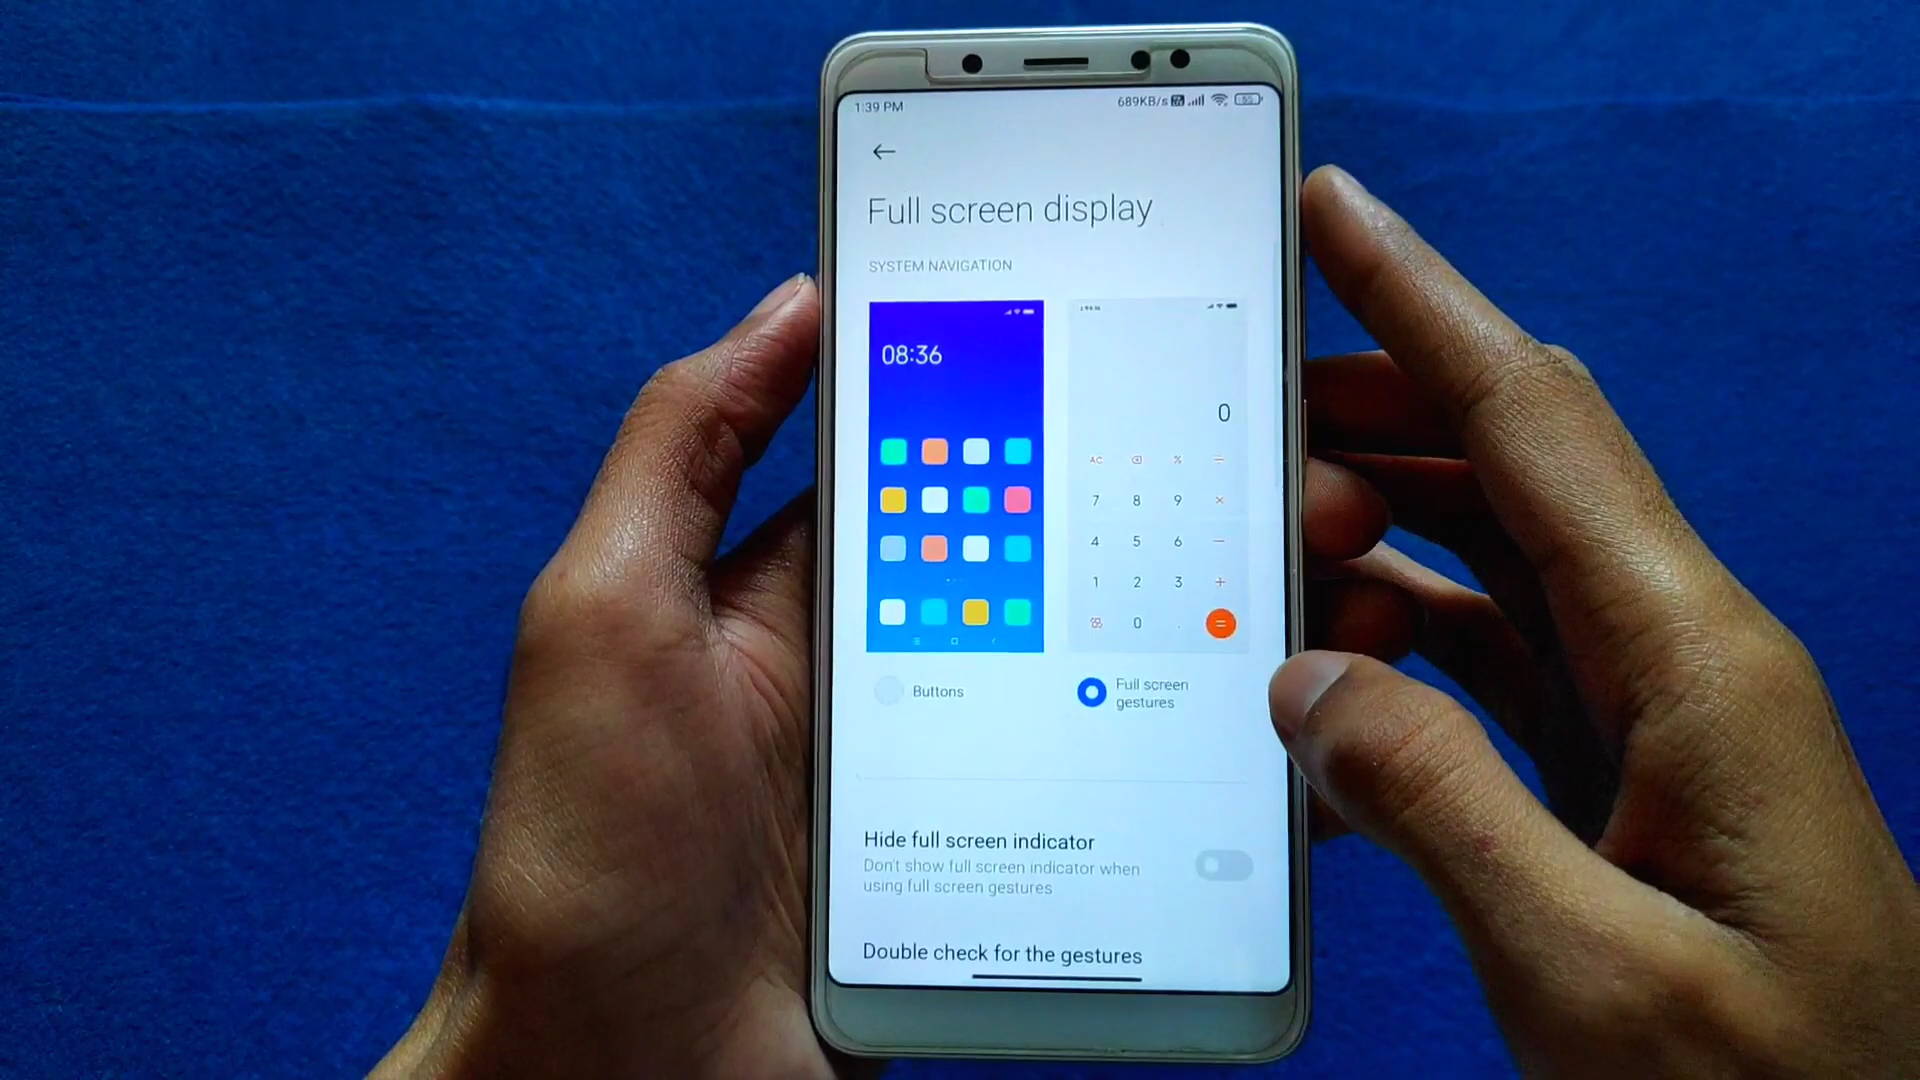 1:39 PM 689KB/s
Full screen display
SYSTEM NAVIGATION
08:36
0
AC % ÷
7 8 9 ×
4 5 6 −
1 2 3 +
0 . =
Buttons
Full screen
gestures
Hide full screen indicator
Don't show full screen indicator when
using full screen gestures
Double check for the gestures